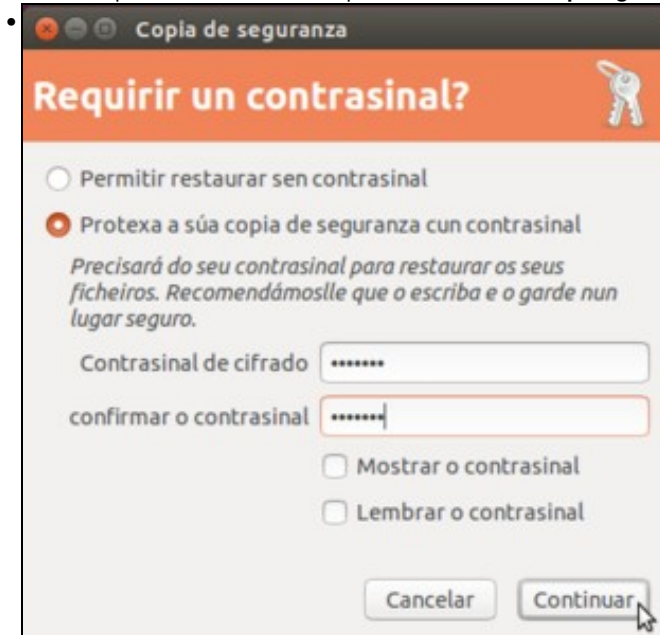 Copia de seguranza
Requirir un contrasinal?
Permitir restaurar sen contrasinal
Protexa a súa copia de seguranza cun contrasinal
Precisará do seu contrasinal para restaurar os seus
ficheiros. Recomendámoslle que o escriba e o garde nun
lugar seguro.
Contrasinal de cifrado •••••••
confirmar o contrasinal •••••••
Mostrar o contrasinal
Lembrar o contrasinal
Cancelar Continuar